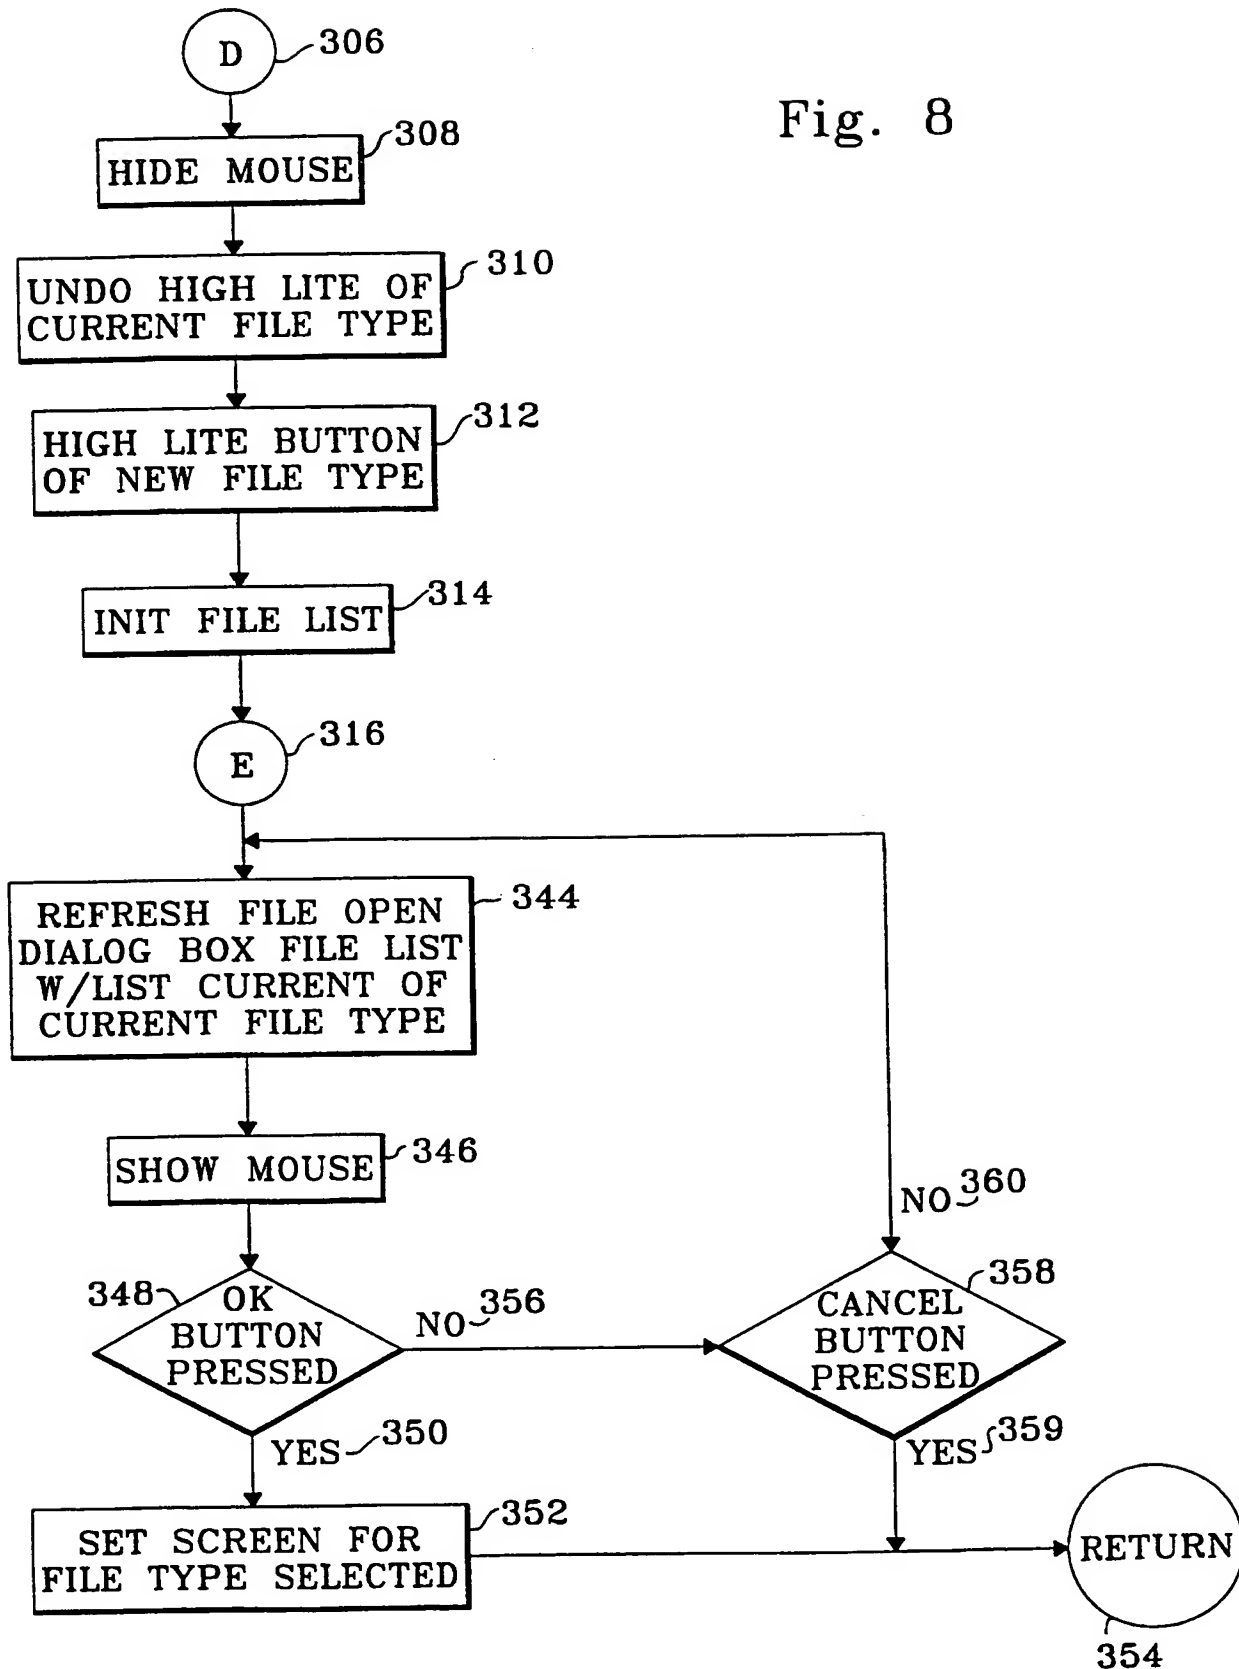 D
306
Fig. 8
308
HIDE MOUSE
310
UNDO HIGH LITE OF
CURRENT FILE TYPE
312
HIGH LITE BUTTON
OF NEW FILE TYPE
314
INIT FILE LIST
316
E
344
REFRESH FILE OPEN
DIALOG BOX FILE LIST
W/LIST CURRENT OF
CURRENT FILE TYPE
346
SHOW MOUSE
NO 360
348
OK
BUTTON
PRESSED
NO 356
358
CANCEL
BUTTON
PRESSED
YES 350
YES 359
352
SET SCREEN FOR
FILE TYPE SELECTED
RETURN
354